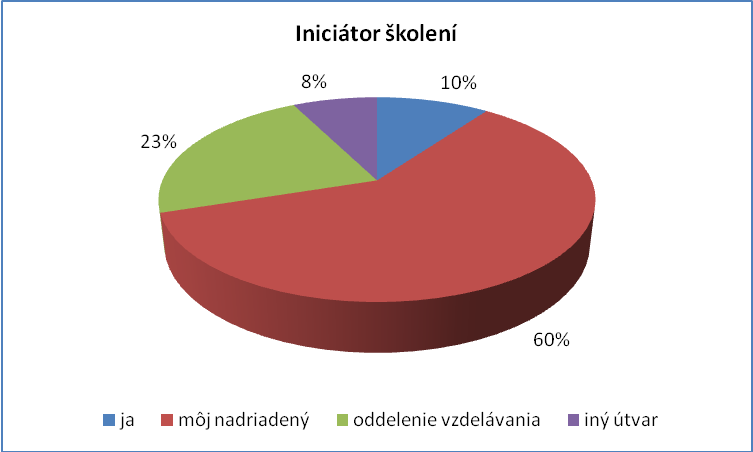 Iniciátor školení
8%
10%
23%
60%
ja
môj nadriadený
oddelenie vzdelávania
iný útvar